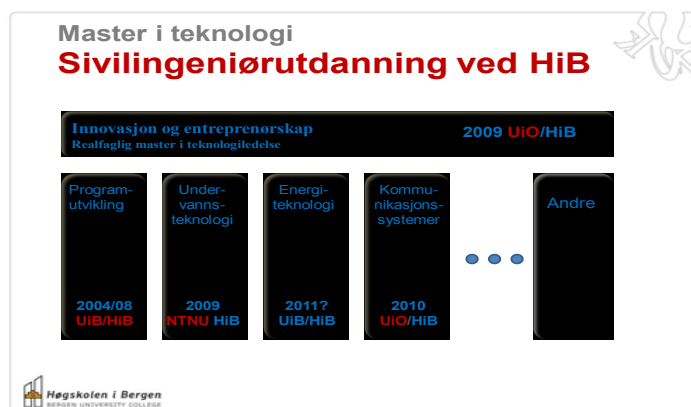 Master i teknologi
Sivilingeniørutdanning ved HiB
Innovasjon og entreprenørskap
Realfaglig master i teknologiledelse
2009 UiO/HiB
Program-
utvikling
2004/08
UiB/HiB
Under-
vanns-
teknologi
2009
NTNU HiB
Energi-
teknologi
2011?
UiB/HiB
Kommu-
nikasjons-
systemer
2010
UiO/HiB
Andre
Høgskolen i Bergen
BERGEN UNIVERSITY COLLEGE